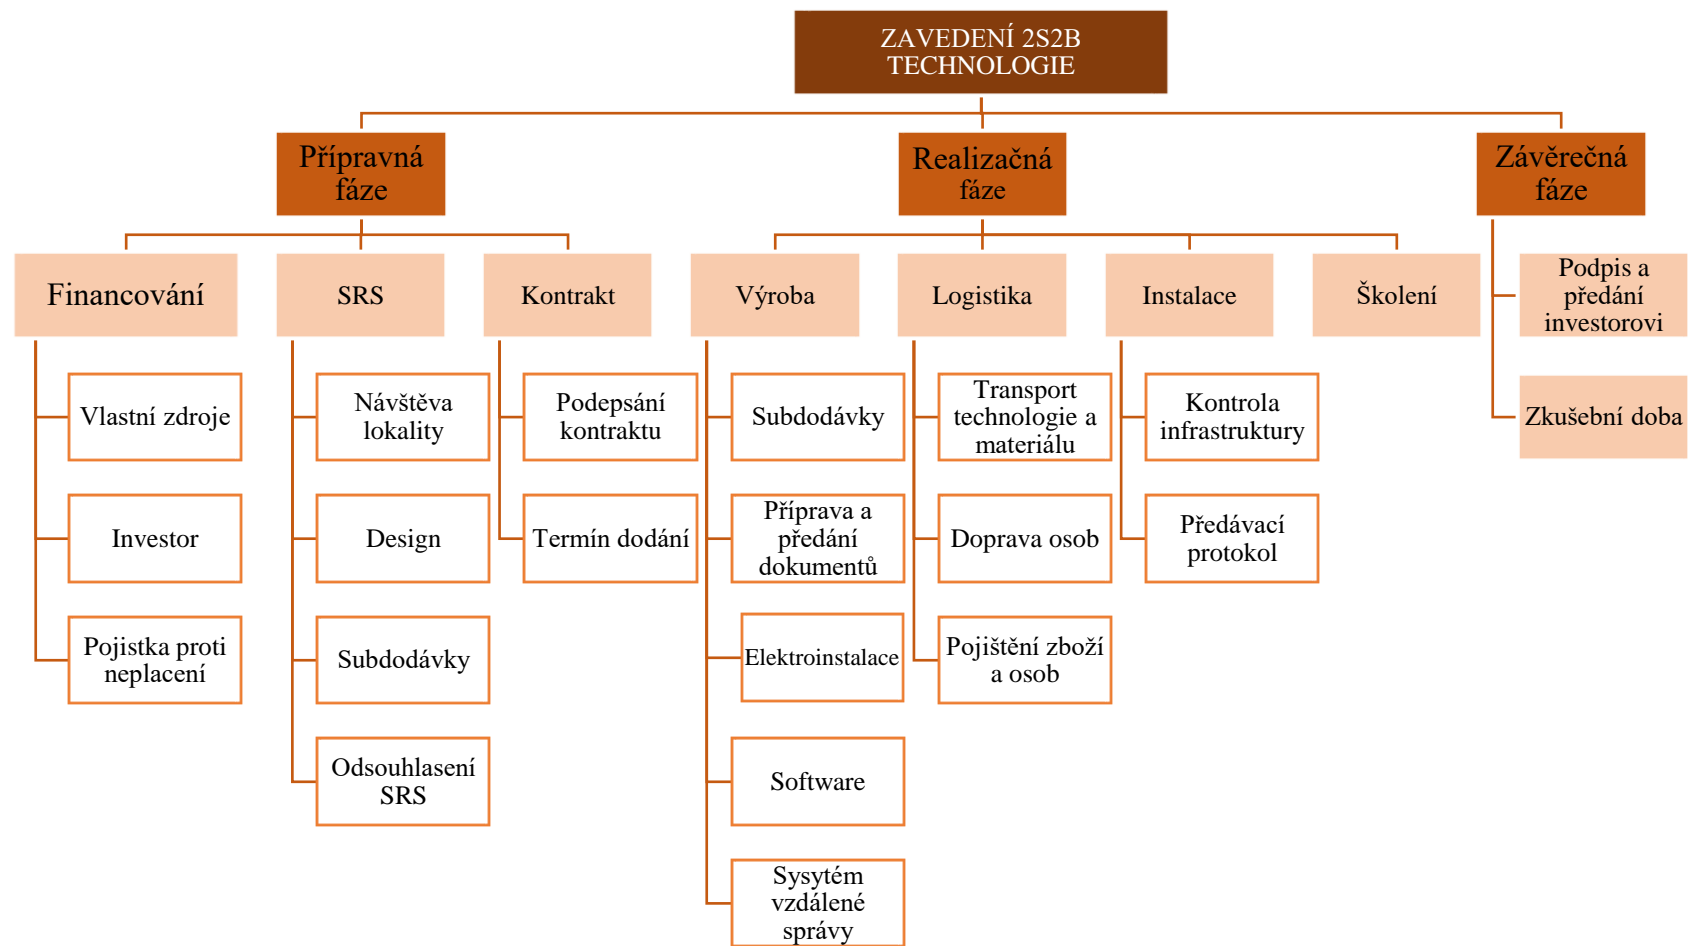 ZAVEDENÍ 2S2B
TECHNOLOGIE
Přípravná
fáze
Realizačná
fáze
Závěrečná
fáze
Financování
SRS
Kontrakt
Výroba
Logistika
Instalace
Školení
Podpis a
předání
investorovi
Vlastní zdroje
Návštěva
lokality
Podepsání
kontraktu
Subdodávky
Transport
technologie a
materiálu
Kontrola
infrastruktury
Zkušební doba
Investor
Design
Termín dodání
Příprava a
předání
dokumentů
Doprava osob
Předávací
protokol
Pojistka proti
neplacení
Subdodávky
Elektroinstalace
Pojištění zboží
a osob
Odsouhlasení
SRS
Software
Sysytém
vzdálené
správy